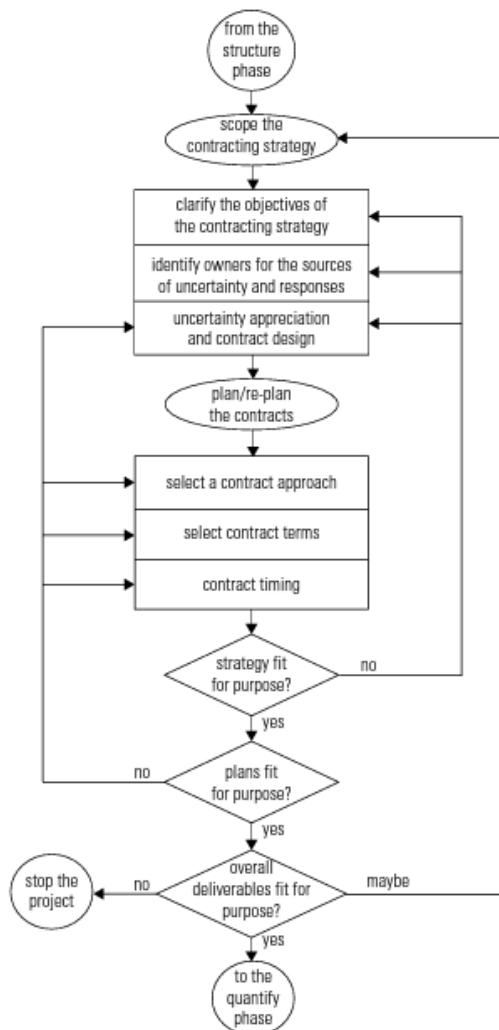 from the
structure
phase
scope the
contracting strategy
clarify the objectives of
the contracting strategy
identify owners for the sources
of uncertainty and responses
uncertainty appreciation
and contract design
plan/re-plan
the contracts
select a contract approach
select contract terms
contract timing
strategy fit
for purpose?
no
yes
no
plans fit
for purpose?
yes
stop the
project
no
overall
deliverables fit for
purpose?
maybe
yes
to the
quantify
phase